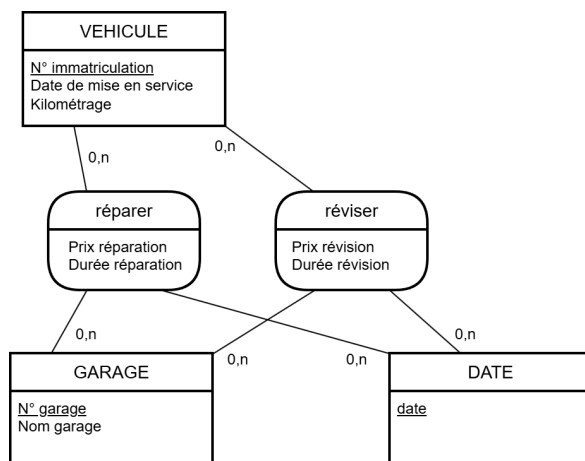 VEHICULE
N° immatriculation
Date de mise en service
Kilométrage
0,n
0,n
réparer
Prix réparation
Durée réparation
réviser
Prix révision
Durée révision
0,n
0,n
0,n
0,n
GARAGE
N° garage
Nom garage
DATE
date